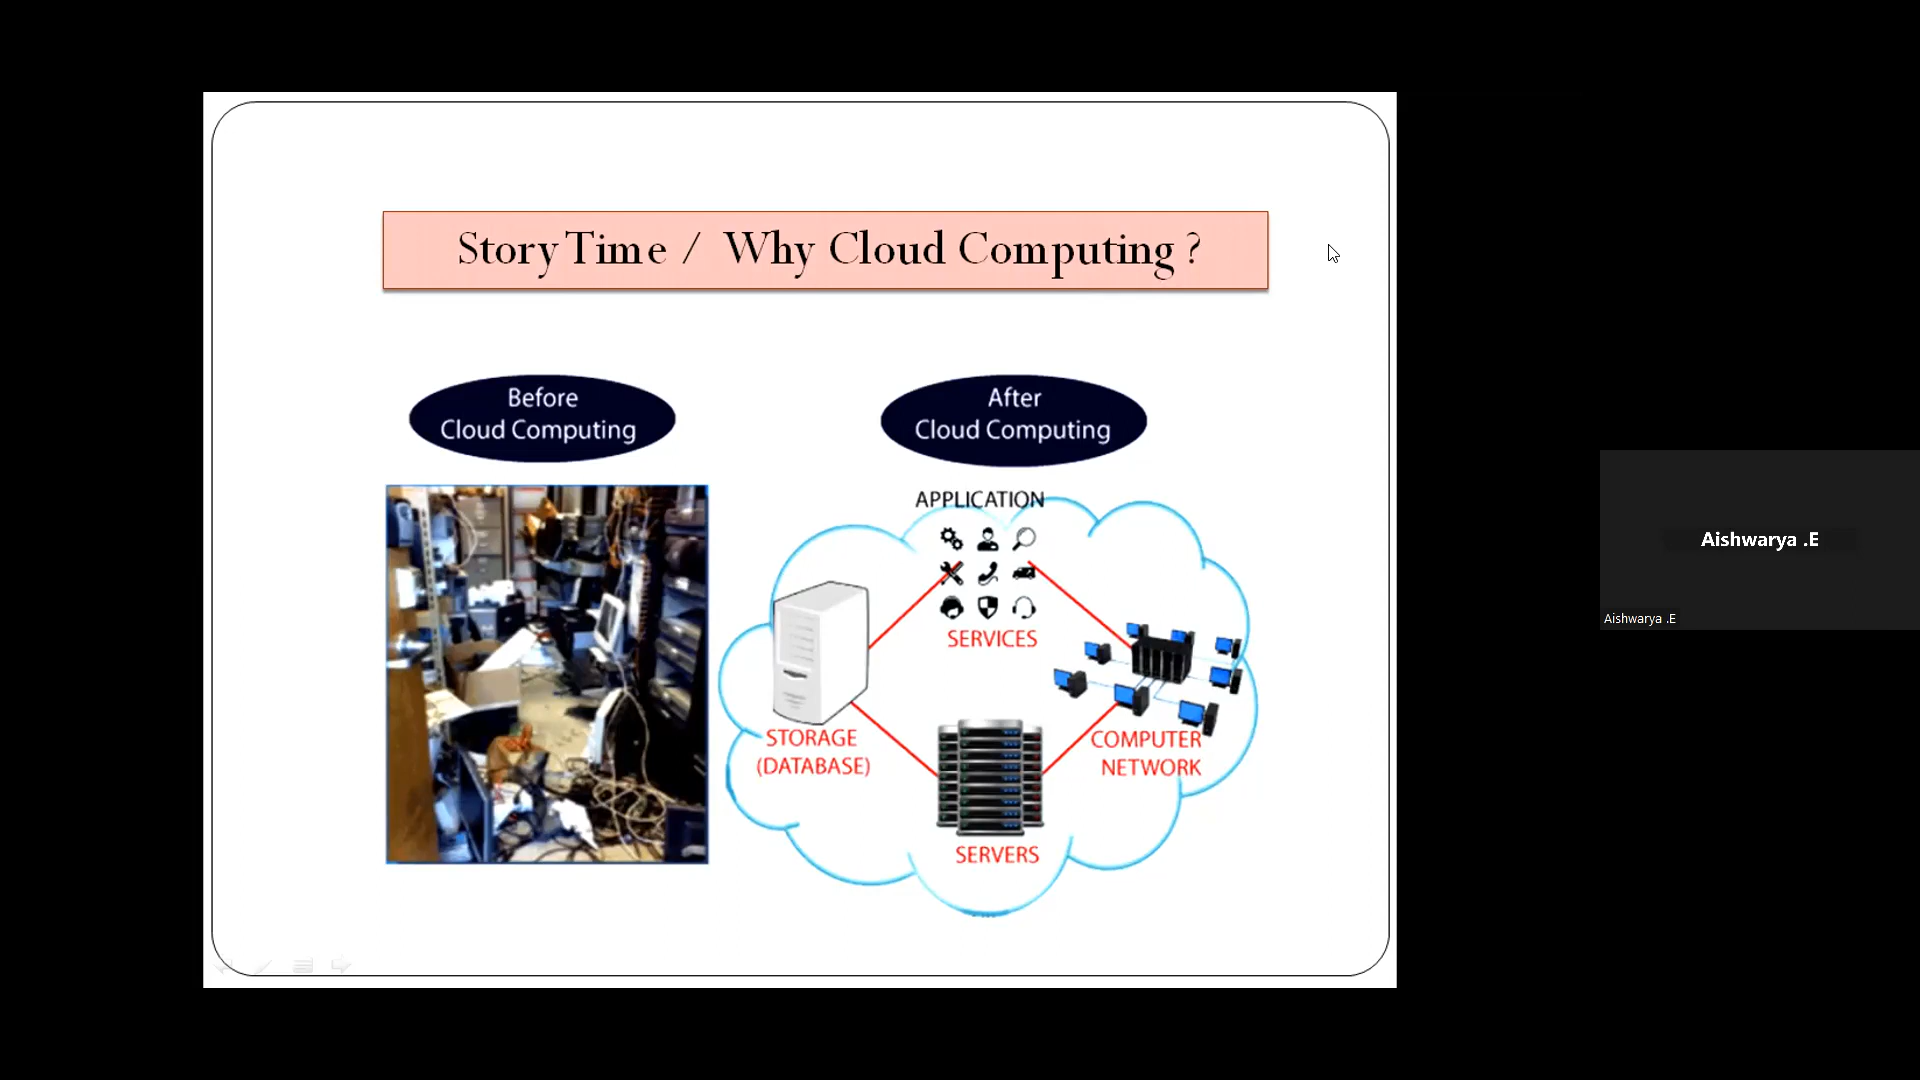 Story Time / Why Cloud Computing ?
Before
Cloud Computing
After
Cloud Computing
APPLICATION
SERVICES
STORAGE
(DATABASE)
COMPUTER
NETWORK
SERVERS
Aishwarya .E
Aishwarya .E